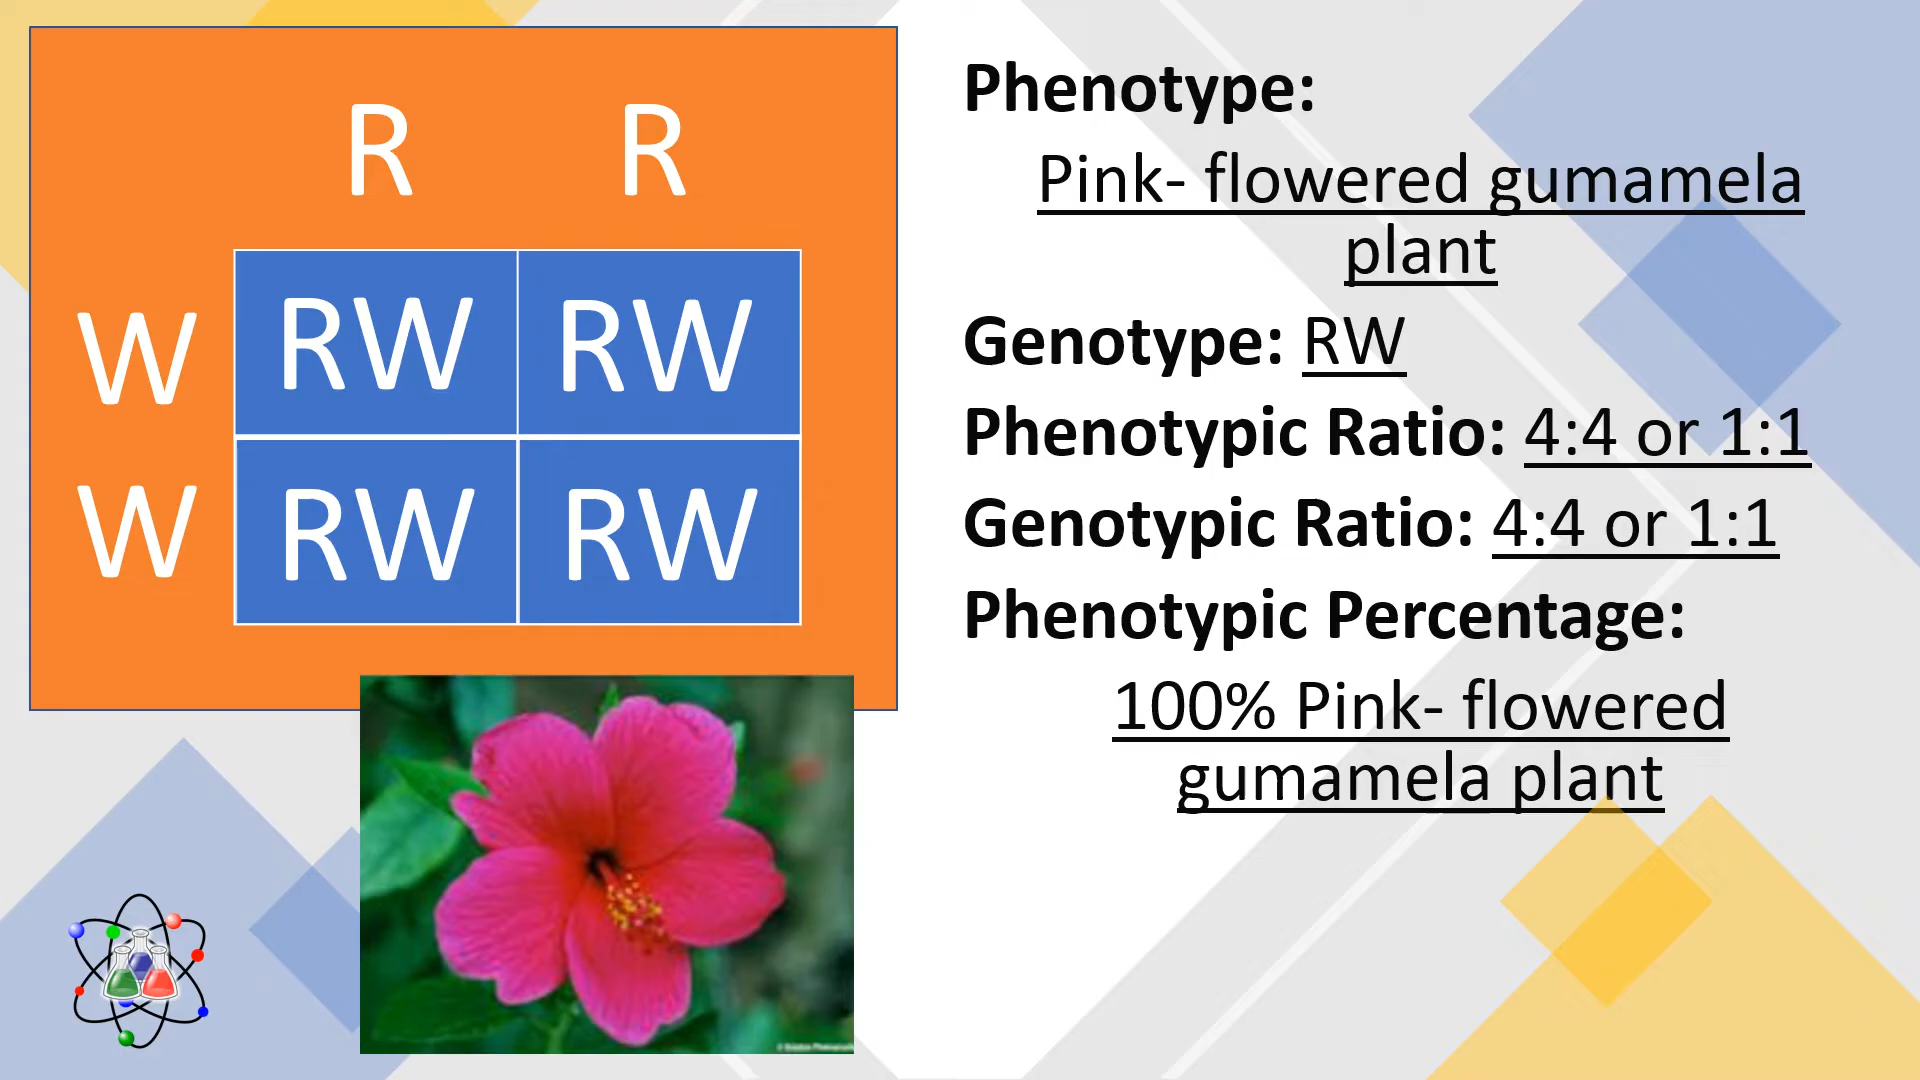 R R
W RW RW
W RW RW
Phenotype:
Pink- flowered gumamela
plant
Genotype: RW
Phenotypic Ratio: 4:4 or 1:1
Genotypic Ratio: 4:4 or 1:1
Phenotypic Percentage:
100% Pink- flowered
gumamela plant